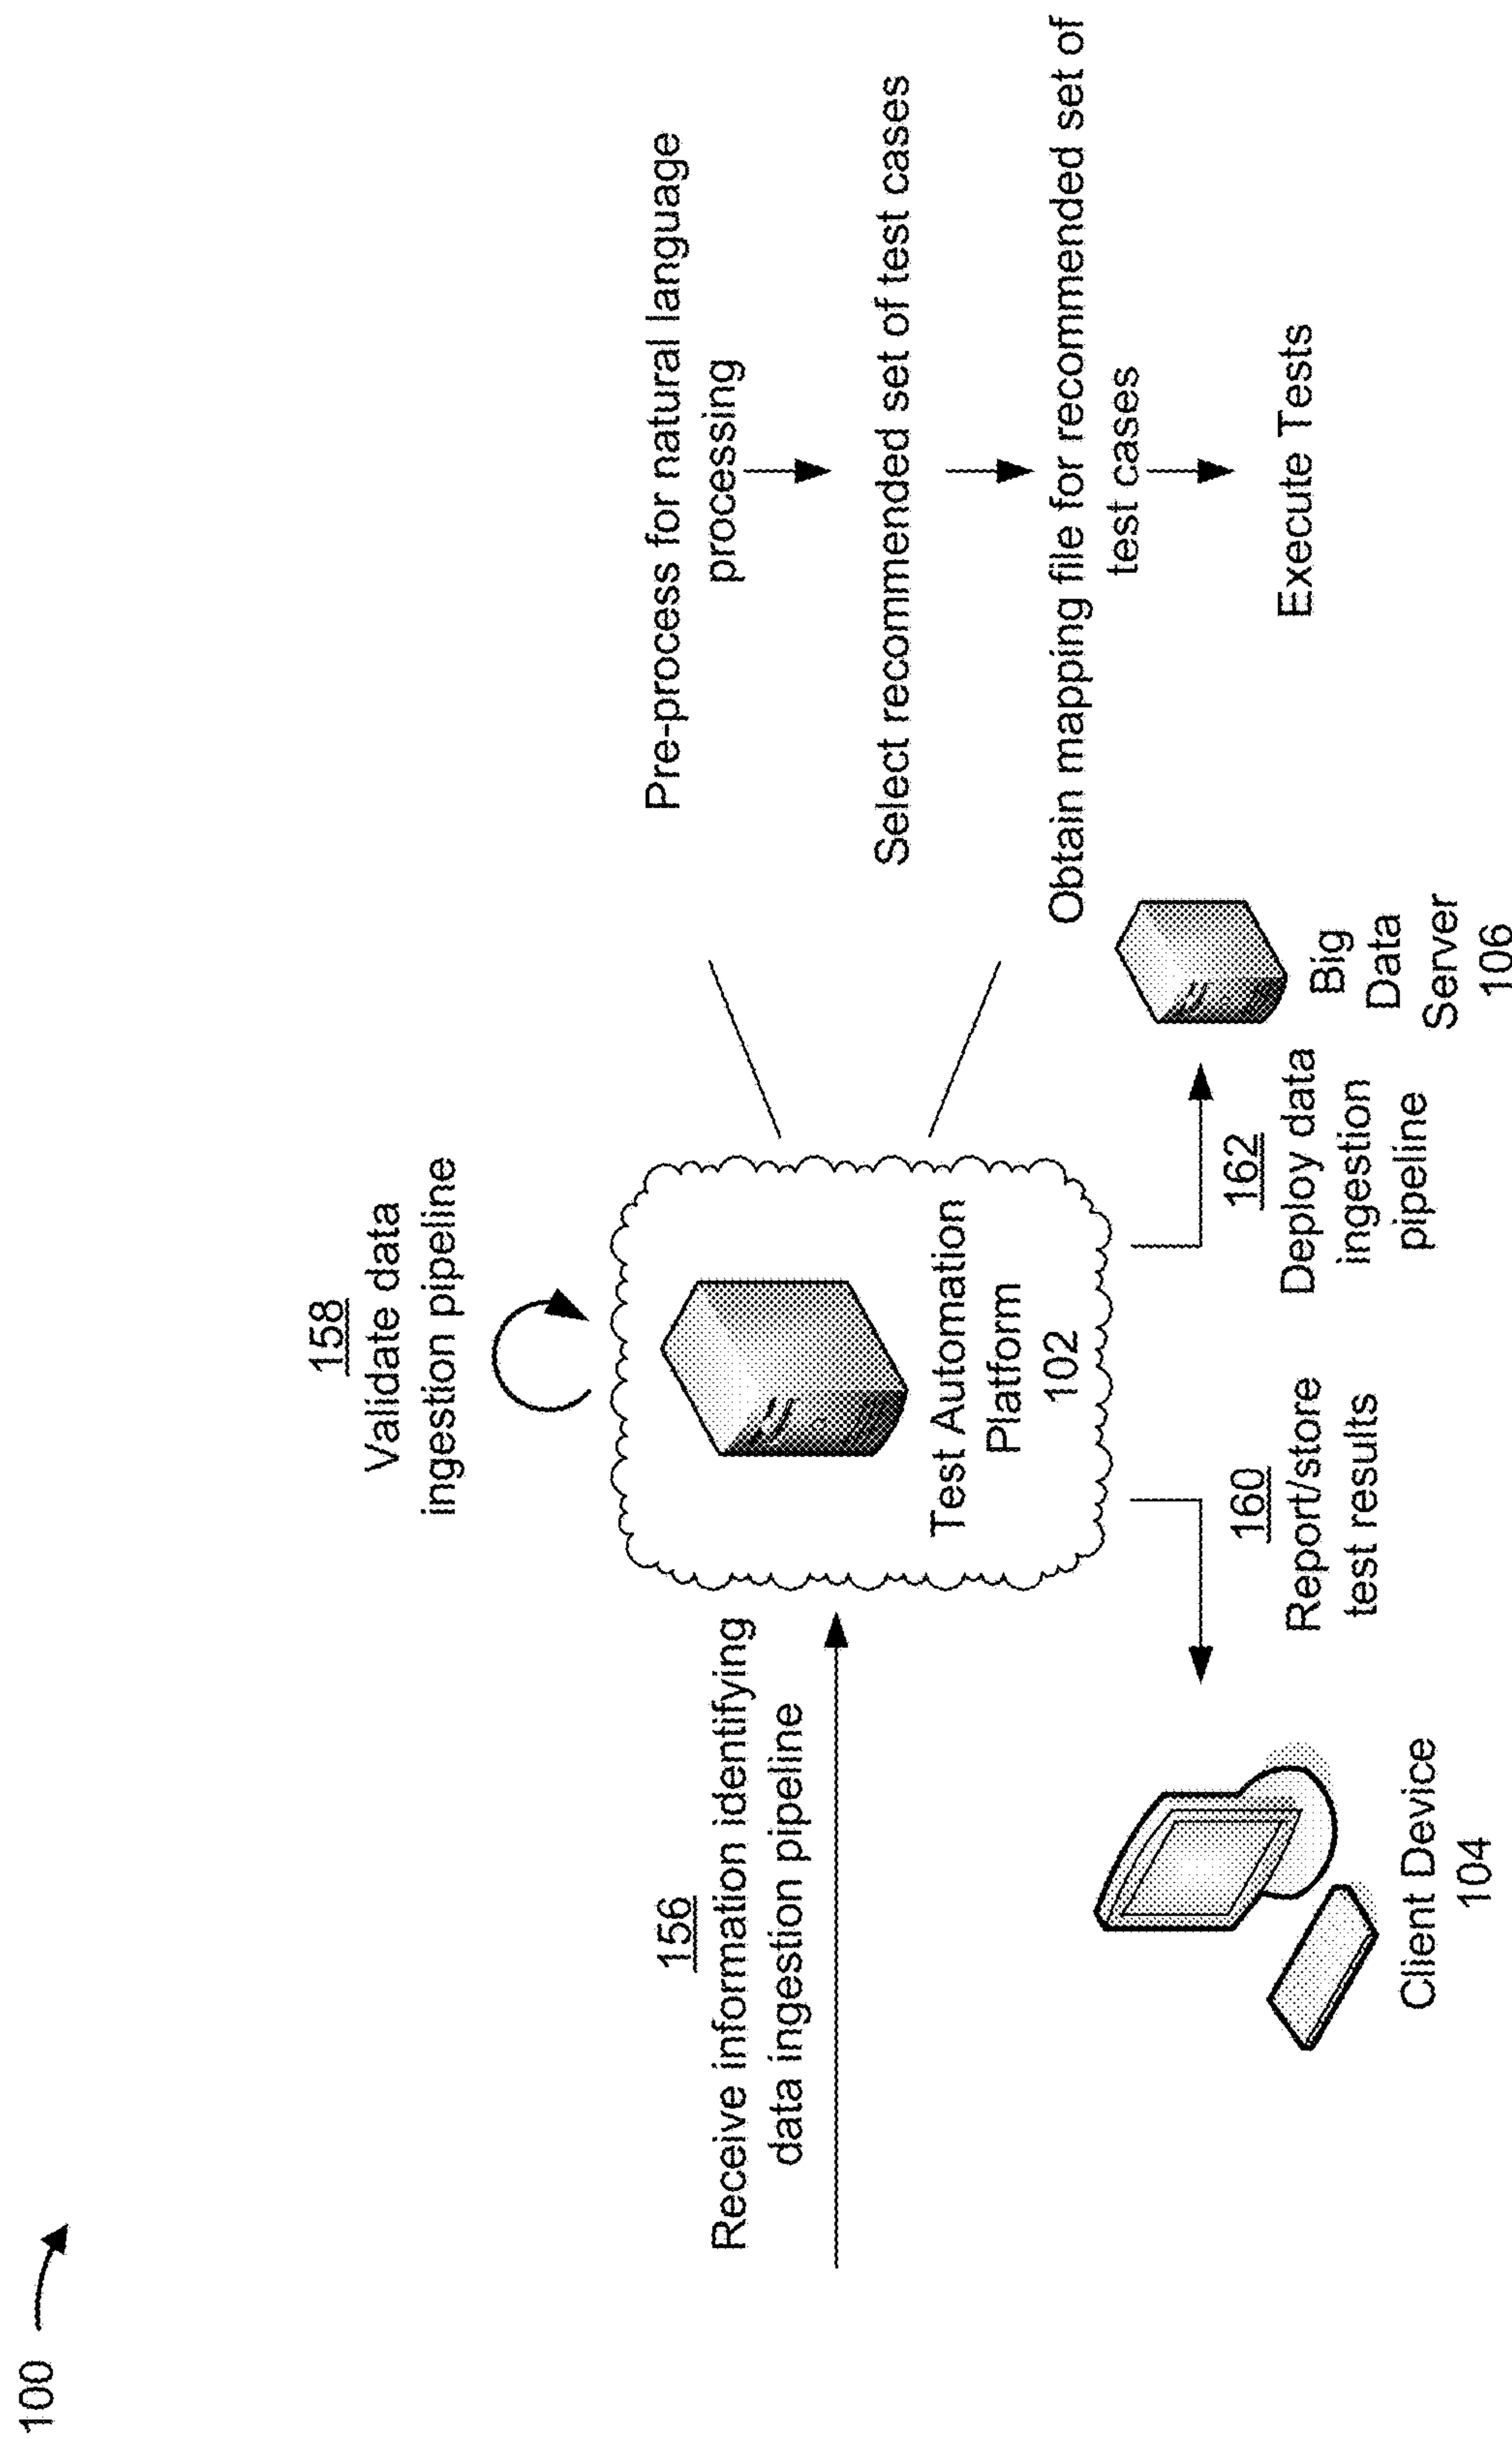 100
158
Validate data
ingestion pipeline
156
Receive information identifying
data ingestion pipeline
Test Automation
Platform
102
Pre-process for natural language
processing
Select recommended set of test cases
Obtain mapping file for recommended set of
test cases
Execute Tests
160
Report/store
test results
162
Deploy data
ingestion
pipeline
Client Device
104
Big
Data
Server
106